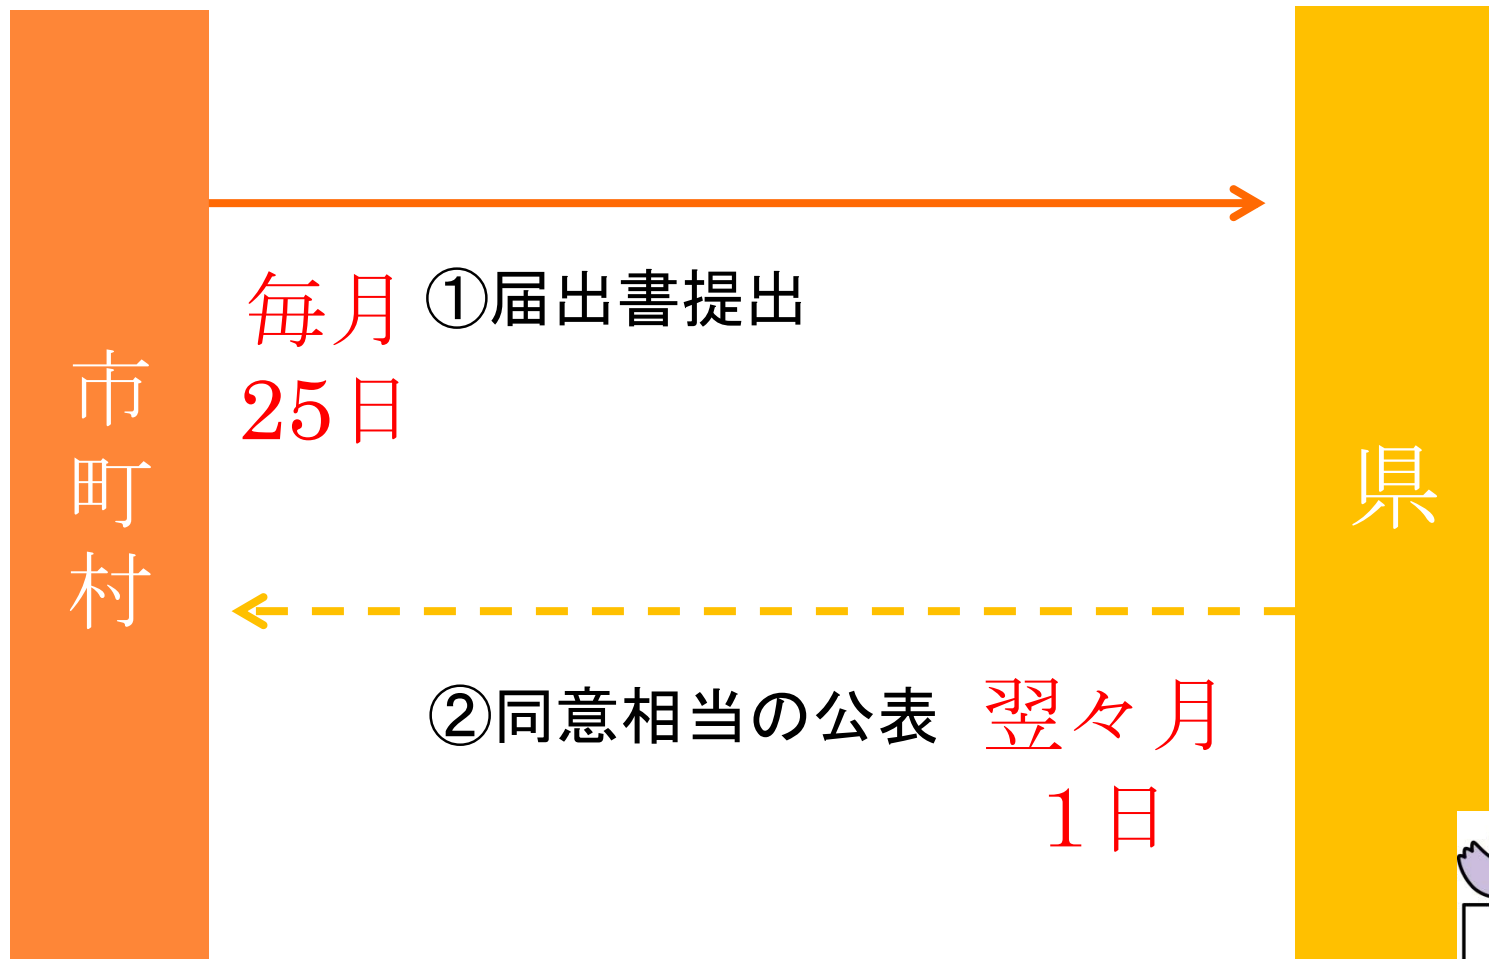 市町村
毎月
25日
①届出書提出
②同意相当の公表
翌々月
1日
県